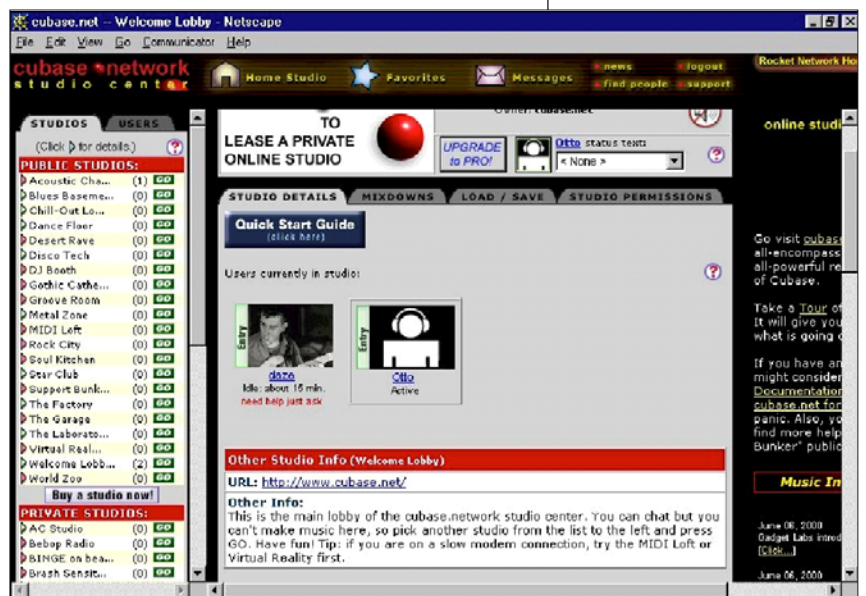 cubase.net -- Welcome Lobby - Netscape
File Edit View Go Communicator Help
cubase network
studio center
Home Studio
Favorites
Messages
news
logout
find people
support
Rocket Network Ho
STUDIOS
USERS
(Click for details.)
?
PUBLIC STUDIOS:
Acoustic Cha... (1) GO
Blues Baseme... (0) GO
Chill-Out Lo... (0) GO
Dance Floor (0) GO
Desert Rave (0) GO
Disco Tech (0) GO
DJ Booth (0) GO
Gothic Cathe... (0) GO
Groove Room (0) GO
Metal Zone (0) GO
MIDI Loft (0) GO
Rock City (0) GO
Soul Kitchen (0) GO
Star Club (0) GO
Support Bunk... (0) GO
The Factory (0) GO
The Garage (0) GO
The Laborato... (0) GO
Virtual Real... (0) GO
Welcome Lobb... (2) GO
World Zoo (0) GO
Buy a studio now!
PRIVATE STUDIOS:
AC Studio (0) GO
Bebop Radio (0) GO
BINGE on bea... (0) GO
Brash Sensit... (0) GO
TO
LEASE A PRIVATE
ONLINE STUDIO
Owner: cubase.net
UPGRADE
to PRO!
Otto status text:
< None >
?
STUDIO DETAILS
MIXDOWNS
LOAD / SAVE
STUDIO PERMISSIONS
Quick Start Guide
(click here)
Users currently in studio:
?
Entry
daze
Idle: about 15 min.
need help just ask
Entry
Otto
Active
Other Studio Info (Welcome Lobby)
URL: http://www.cubase.net/
Other Info:
This is the main lobby of the cubase.network studio center. You can chat but you
can't make music here, so pick another studio from the list to the left and press
GO. Have fun! Tip: if you are on a slow modem connection, try the MIDI Loft or
Virtual Reality first.
online studi
Go visit cubas
all-encompass
all-powerful re
of Cubase.
Take a Tour of
It will give you
what is going o
If you have an
might consider
Documentation
cubase.net for
panic. Also, yo
find more help
Bunker" public
Music In
June 06, 2000
Gadget Labs introd
[Click...]
June 06, 2000